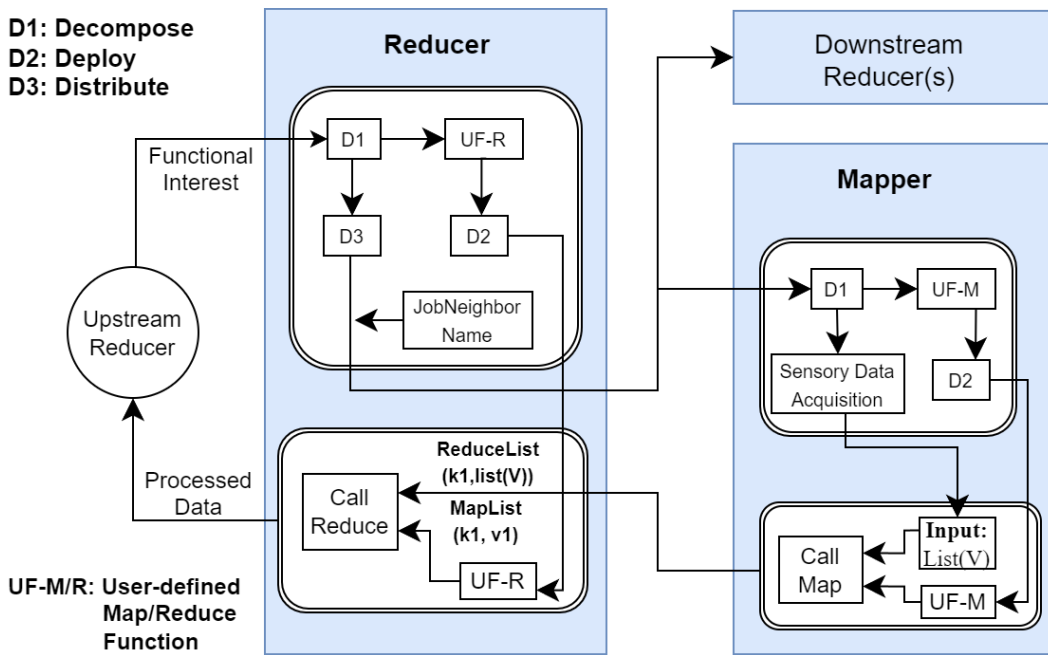 D1: Decompose
D2: Deploy
D3: Distribute
Reducer
D1
UF-R
D3
D2
JobNeighbor
Name
Functional
Interest
Upstream
Reducer
Processed
Data
ReduceList
(k1,list(V))
MapList
(k1, v1)
Call
Reduce
UF-R
UF-M/R: User-defined
Map/Reduce
Function
Downstream
Reducer(s)
Mapper
D1
UF-M
Sensory Data
Acquisition
D2
Input:
List(V)
Call
Map
UF-M